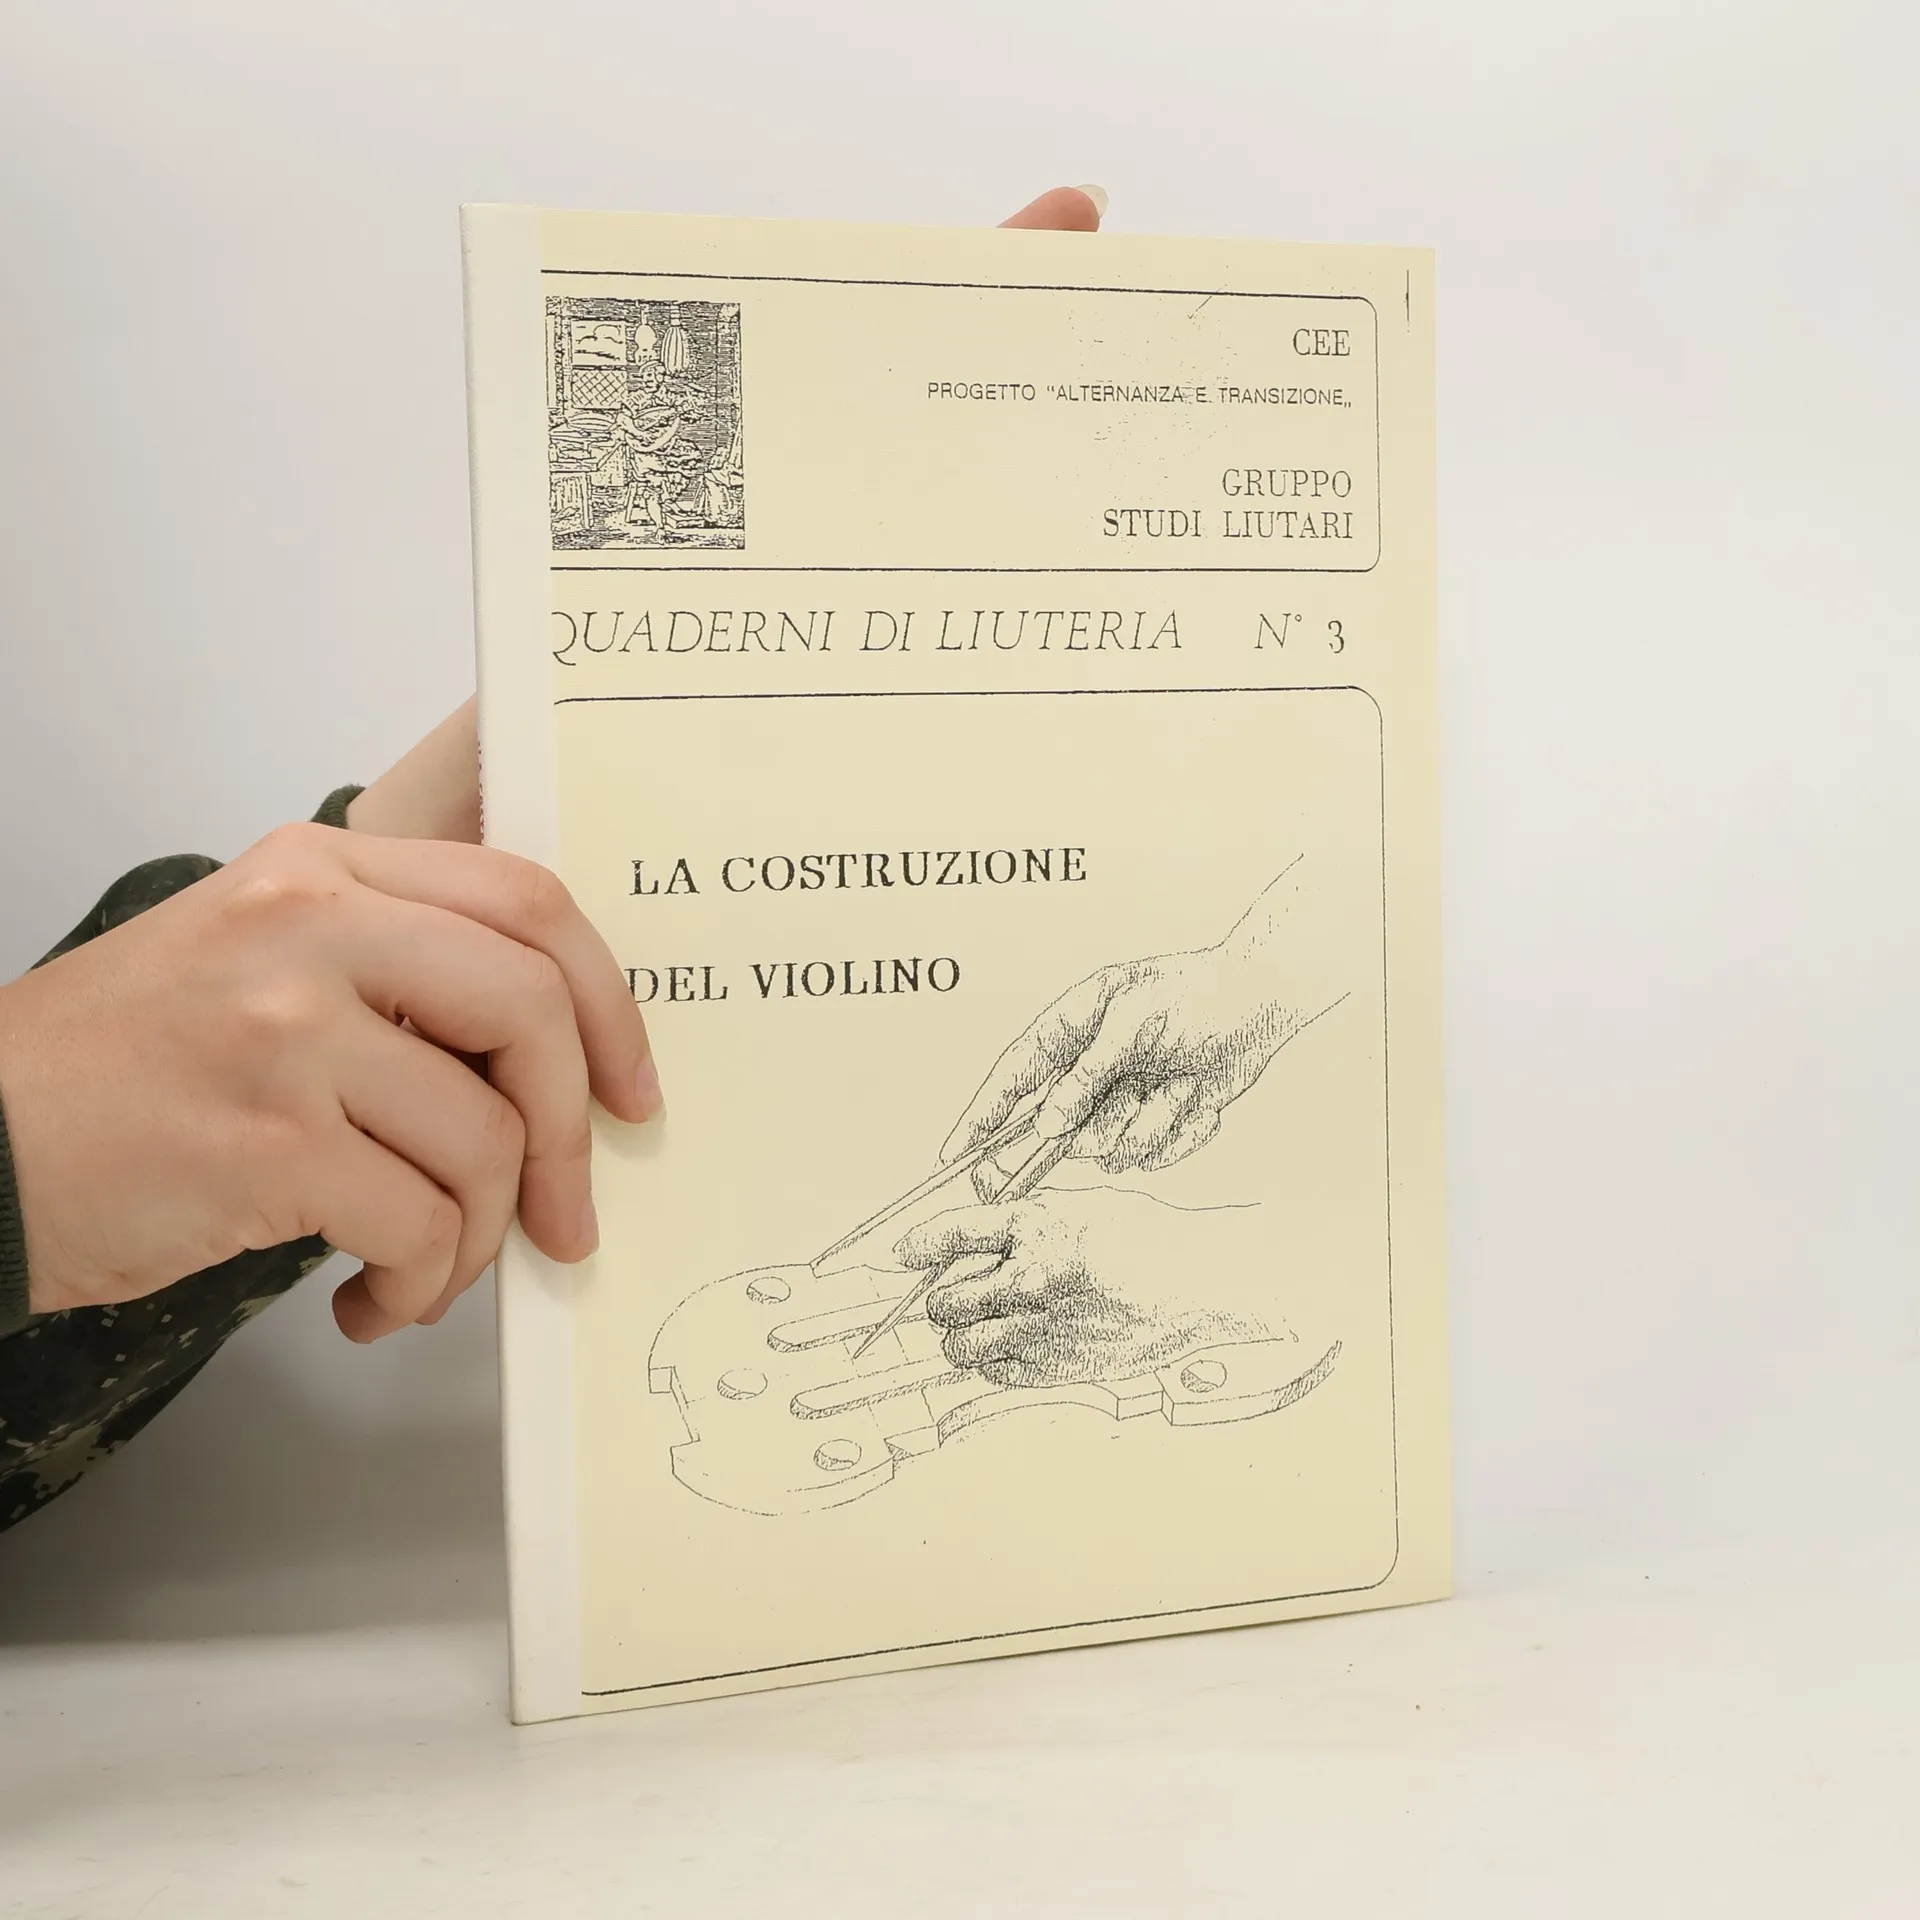 CEE
PROGETTO "ALTERNANZA E TRANSIZIONE„
GRUPPO
STUDI LIUTARI
QUADERNI DI LIUTERIA N° 3
LA COSTRUZIONE
DEL VIOLINO